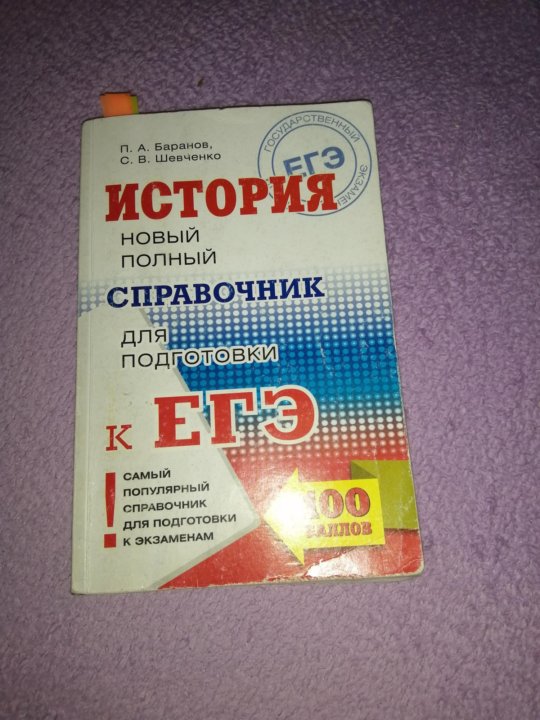 П. А. Баранов,
С. В. Шевченко
ГОСУДАРСТВЕННЫЙ
ЭКЗАМЕН
ЕГЭ
ИСТОРИЯ
НОВЫЙ
ПОЛНЫЙ
СПРАВОЧНИК
ДЛЯ
ПОДГОТОВКИ
К ЕГЭ
! САМЫЙ
ПОПУЛЯРНЫЙ
СПРАВОЧНИК
ДЛЯ ПОДГОТОВКИ
К ЭКЗАМЕНАМ
100
БАЛЛОВ